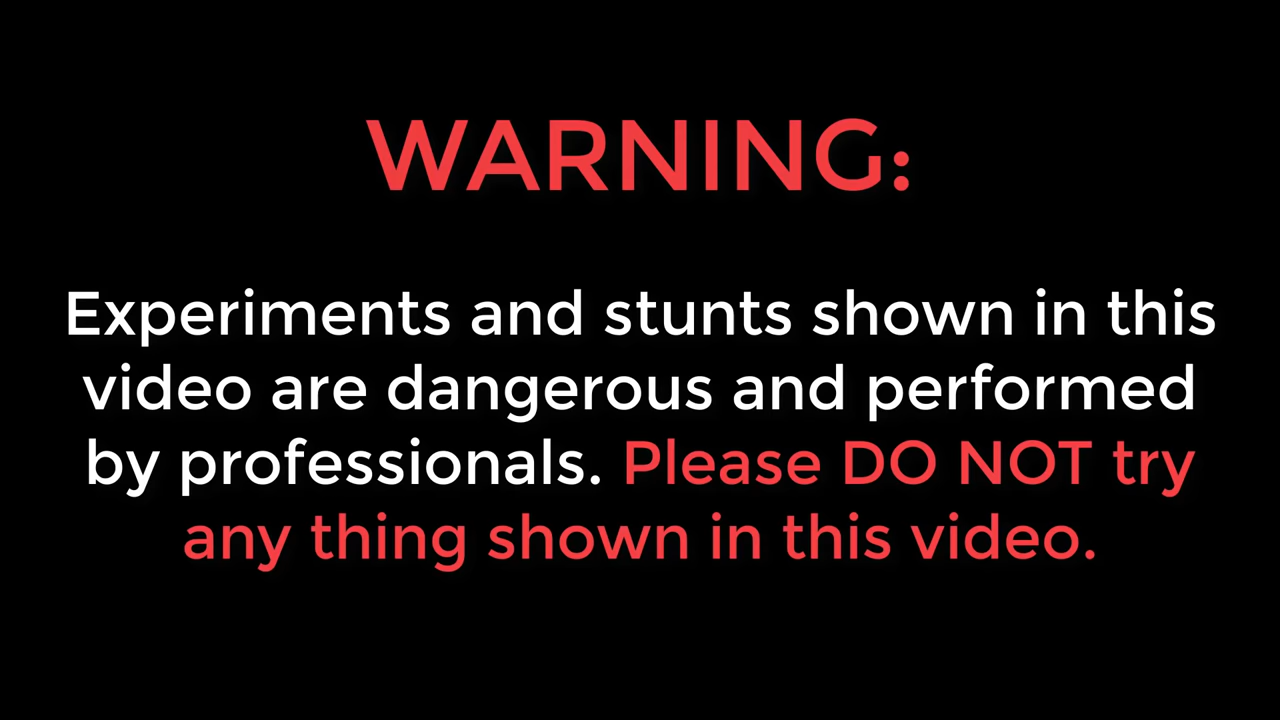 WARNING:
Experiments and stunts shown in this
video are dangerous and performed
by professionals. Please DO NOT try
any thing shown in this video.